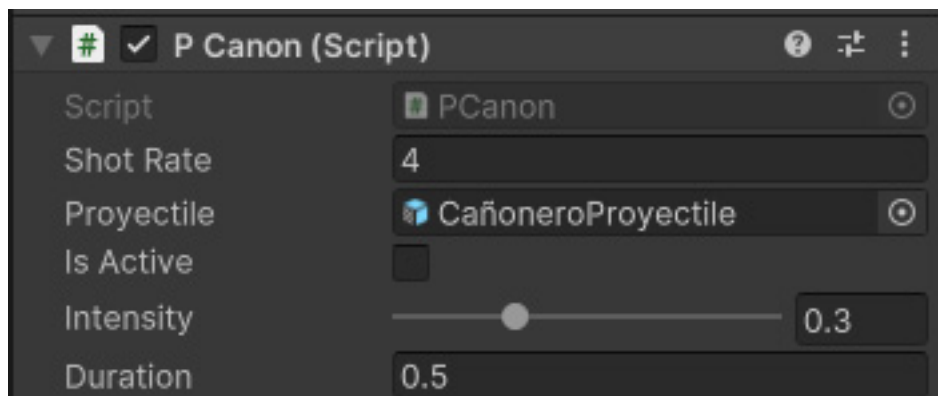 P Canon (Script)
Script PCanon
Shot Rate 4
Proyectile CañoneroProyectile
Is Active
Intensity 0.3
Duration 0.5